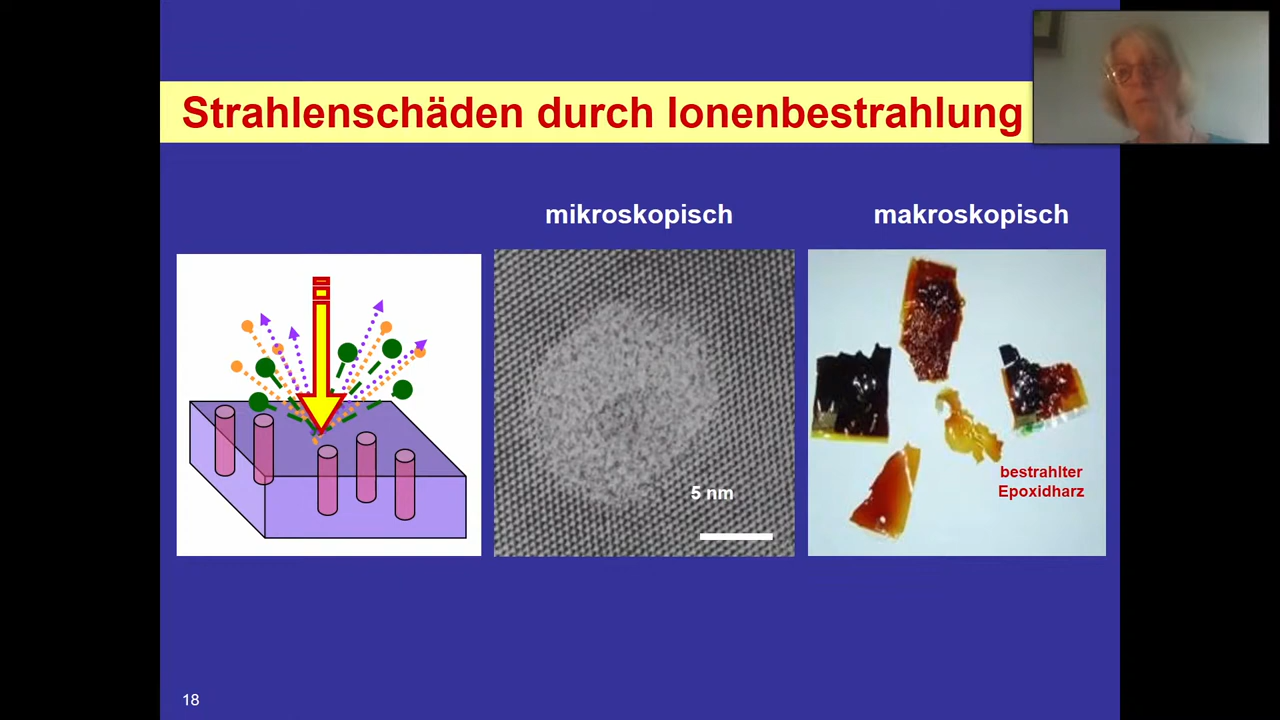 Strahlenschäden durch Ionenbestrahlung
mikroskopisch
makroskopisch
5 nm
bestrahlter
Epoxidharz
18